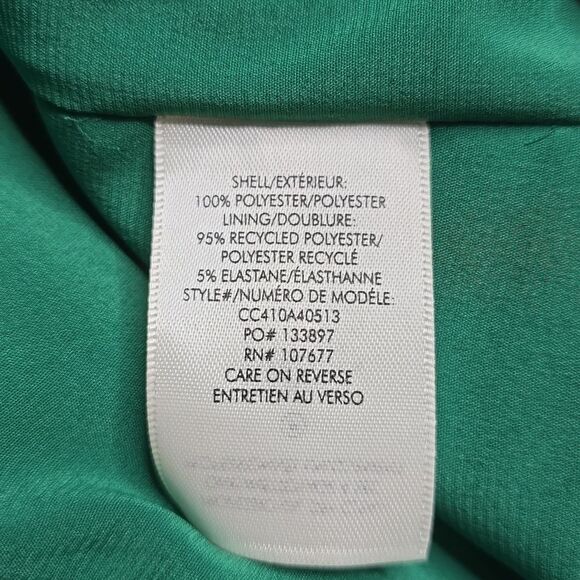 SHELL/EXTÉRIEUR:
100% POLYESTER/POLYESTER
LINING/DOUBLURE:
95% RECYCLED POLYESTER/
POLYESTER RECYCLÉ
5% ELASTANE/ÉLASTHANNE
STYLE#/NUMÉRO DE MODÉLE:
CC410A40513
PO# 133897
RN# 107677
CARE ON REVERSE
ENTRETIEN AU VERSO